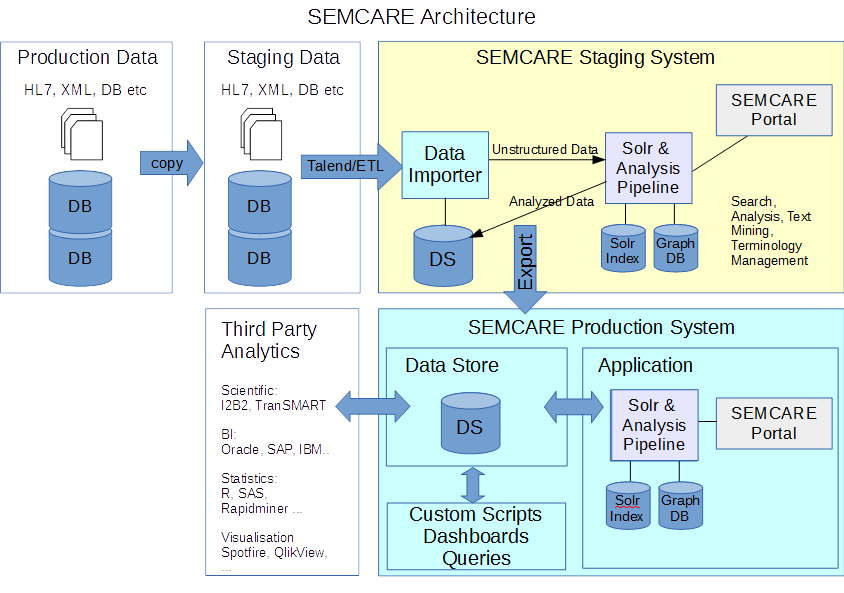 SEMCARE Architecture
Production Data
HL7, XML, DB etc
DB
DB
copy
Staging Data
HL7, XML, DB etc
DB
DB
Talend/ETL
SEMCARE Staging System
Data
Importer
Unstructured Data
Analyzed Data
DS
Solr &
Analysis
Pipeline
Solr
Index
Graph
DB
SEMCARE
Portal
Search,
Analysis, Text
Mining,
Terminology
Management
Export
Third Party
Analytics
Scientific:
I2B2, TranSMART
BI:
Oracle, SAP, IBM..
Statistics:
R, SAS,
Rapidminer ...
Visualisation
Spotfire, QlikView,
...
SEMCARE Production System
Data Store
DS
Custom Scripts
Dashboards
Queries
Application
Solr &
Analysis
Pipeline
SEMCARE
Portal
Solr
Index
Graph
DB